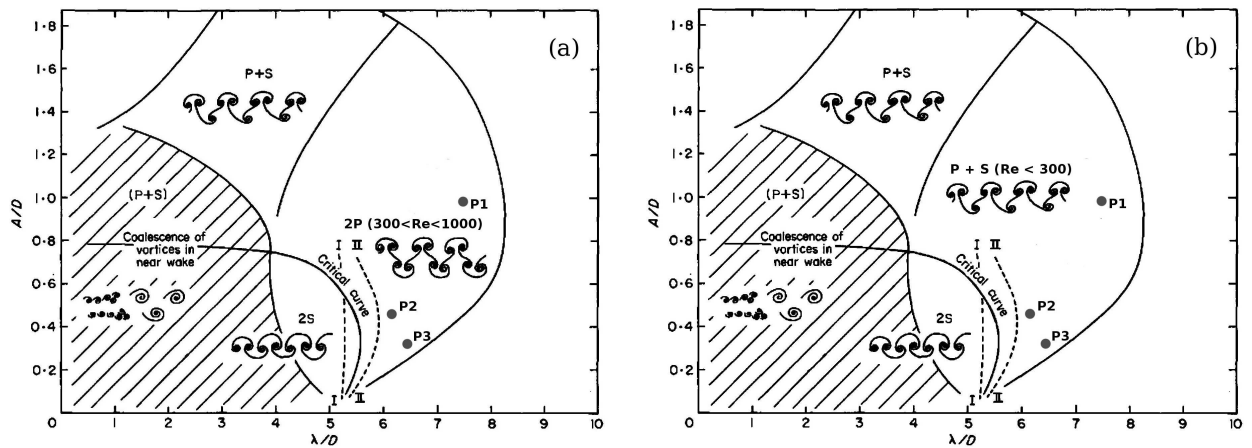 (a)
A/D
1·8
1·6
1·4
1·2
1·0
0·8
0·6
0·4
0·2
0
P+S
(P+S)
P1
2P (300<Re<1000)
Coalescence of
vortices in
near wake
I II
Critical curve
P2
2S
P3
I II
0 1 2 3 4 5 6 7 8 9 10
λ/D
(b)
A/D
1·8
1·6
1·4
1·2
1·0
0·8
0·6
0·4
0·2
0
P+S
P + S (Re < 300)
(P+S)
P1
Coalescence of
vortices in
near wake
I II
Critical curve
P2
2S
P3
I II
0 1 2 3 4 5 6 7 8 9 10
λ/D